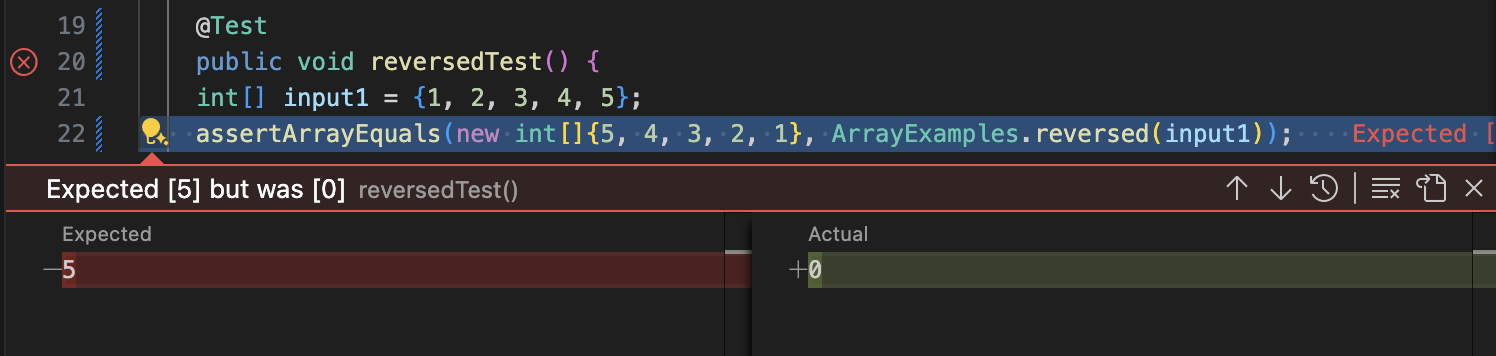 19 @Test
20 public void reversedTest() {
21 int[] input1 = {1, 2, 3, 4, 5};
22 assertArrayEquals(new int[]{5, 4, 3, 2, 1}, ArrayExamples.reversed(input1)); Expected [
Expected [5] but was [0] reversedTest()
Expected Actual
5 0